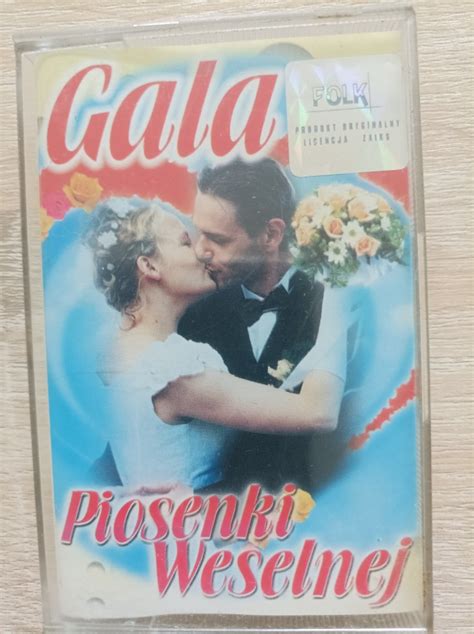 Gala
FOLK
PRODUKT ORYGINALNY
LICENCJA ZAIKS
Piosenki
Weselnej